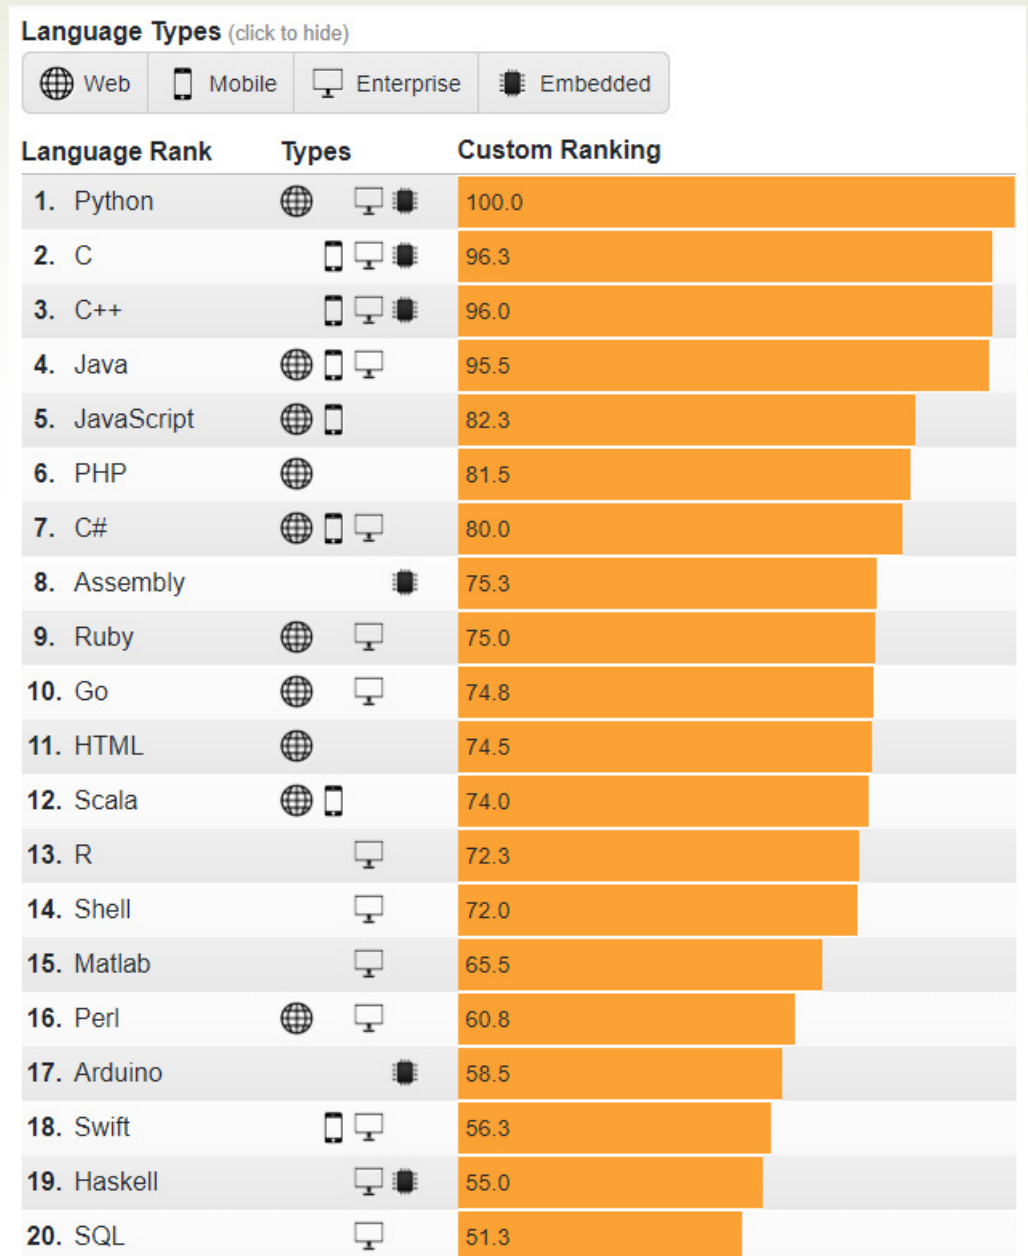 Language Types (click to hide)
Web Mobile Enterprise Embedded
Language Rank Types Custom Ranking
1. Python 100.0
2. C 96.3
3. C++ 96.0
4. Java 95.5
5. JavaScript 82.3
6. PHP 81.5
7. C# 80.0
8. Assembly 75.3
9. Ruby 75.0
10. Go 74.8
11. HTML 74.5
12. Scala 74.0
13. R 72.3
14. Shell 72.0
15. Matlab 65.5
16. Perl 60.8
17. Arduino 58.5
18. Swift 56.3
19. Haskell 55.0
20. SQL 51.3